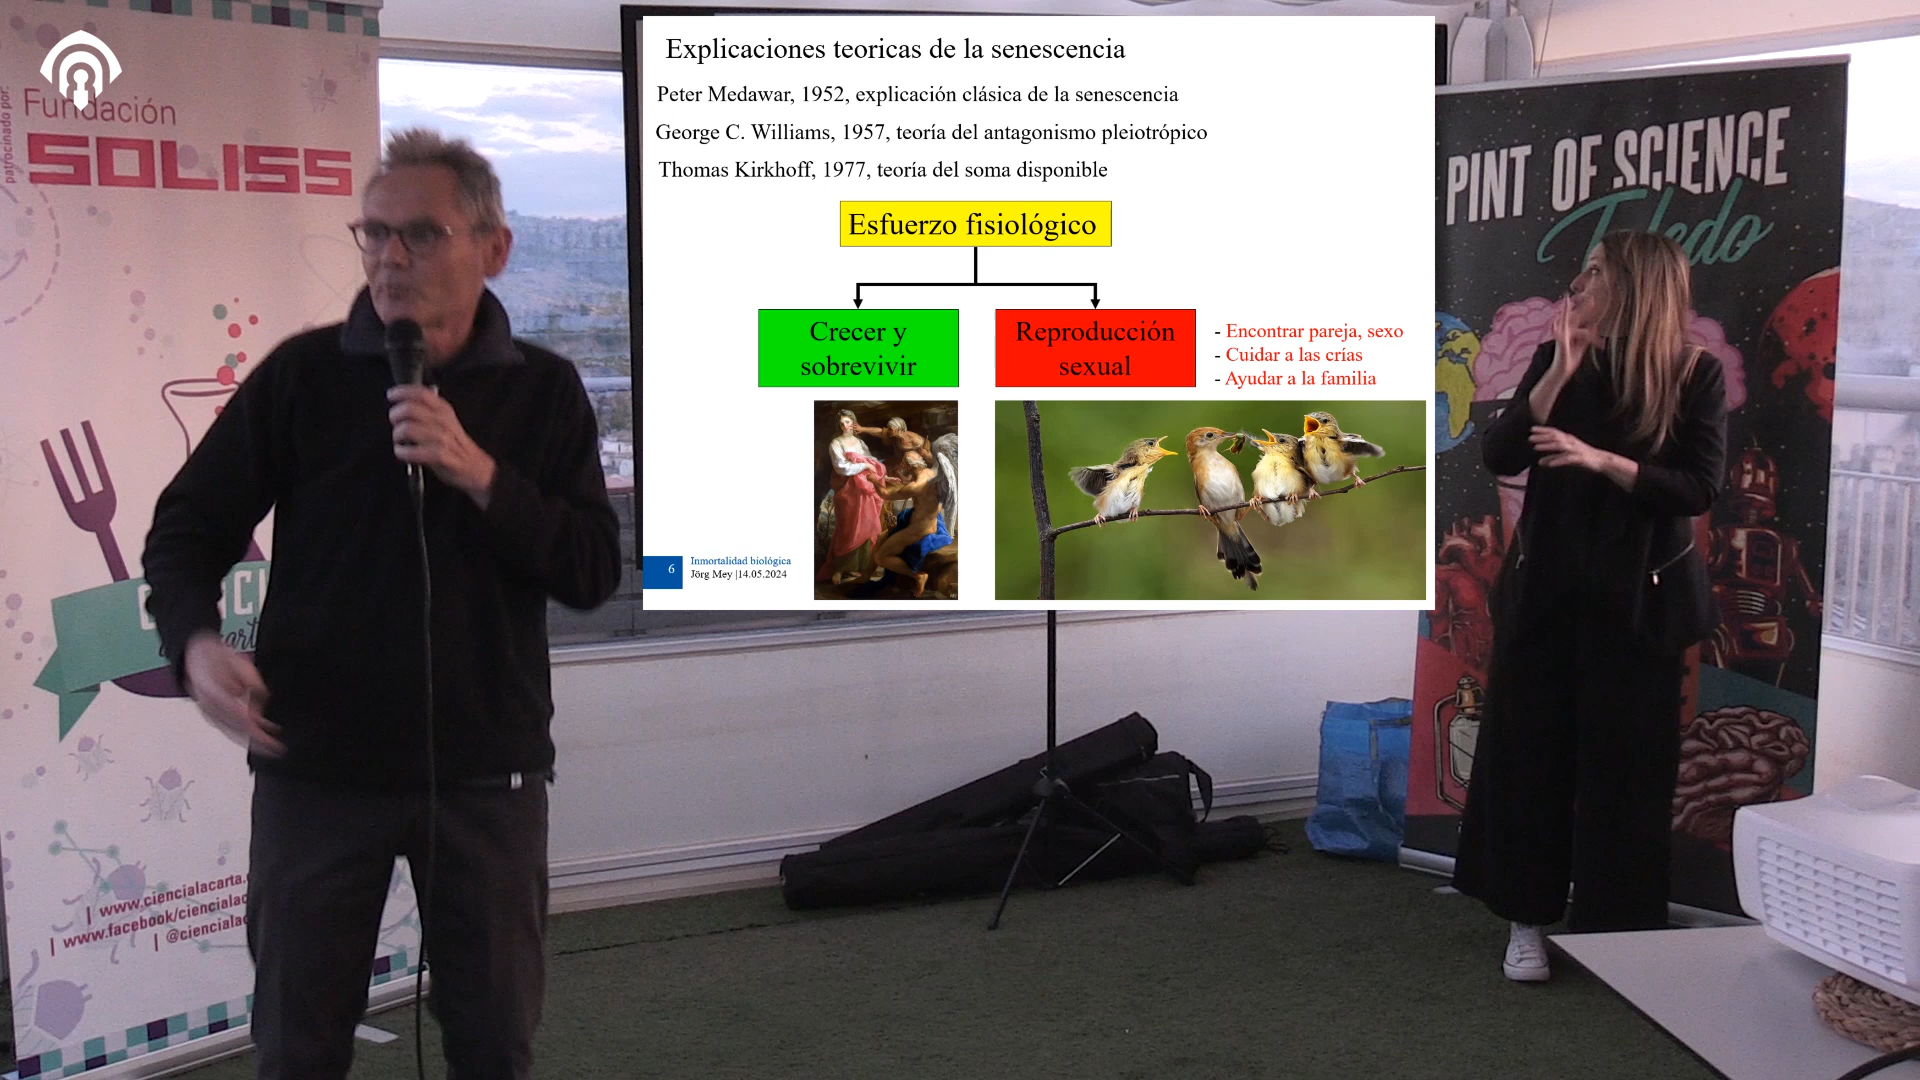 patrocinado por:
Fundación
SOLISS
| www.ciencialacarta.
| www.facebook/ciencialac
| @ciencialac
Explicaciones teoricas de la senescencia
Peter Medawar, 1952, explicación clásica de la senescencia
George C. Williams, 1957, teoría del antagonismo pleiotrópico
Thomas Kirkhoff, 1977, teoría del soma disponible
Esfuerzo fisiológico
Crecer y
sobrevivir
Reproducción
sexual
- Encontrar pareja, sexo
- Cuidar a las crías
- Ayudar a la familia
6
Inmortalidad biológica
Jörg Mey |14.05.2024
PINT OF SCIENCE
Toledo